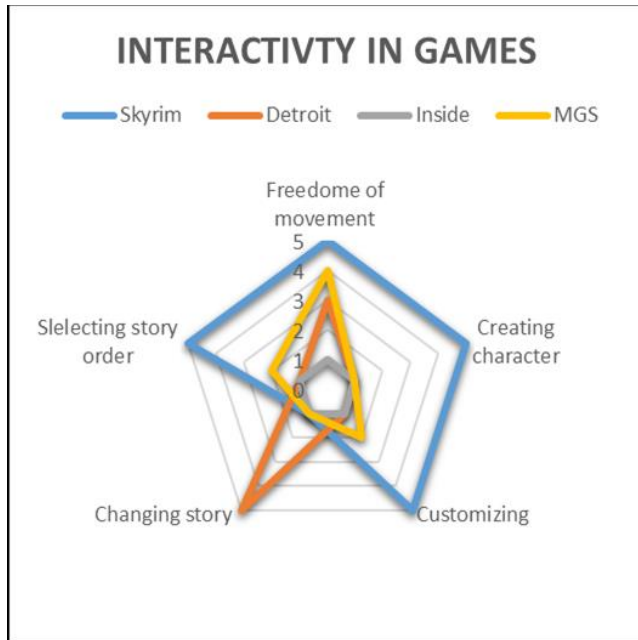 INTERACTIVTY IN GAMES
Skyrim Detroit Inside MGS
Freedome of
movement
5
4
3
2
1
0
Creating
character
Customizing
Changing story
Slelecting story
order